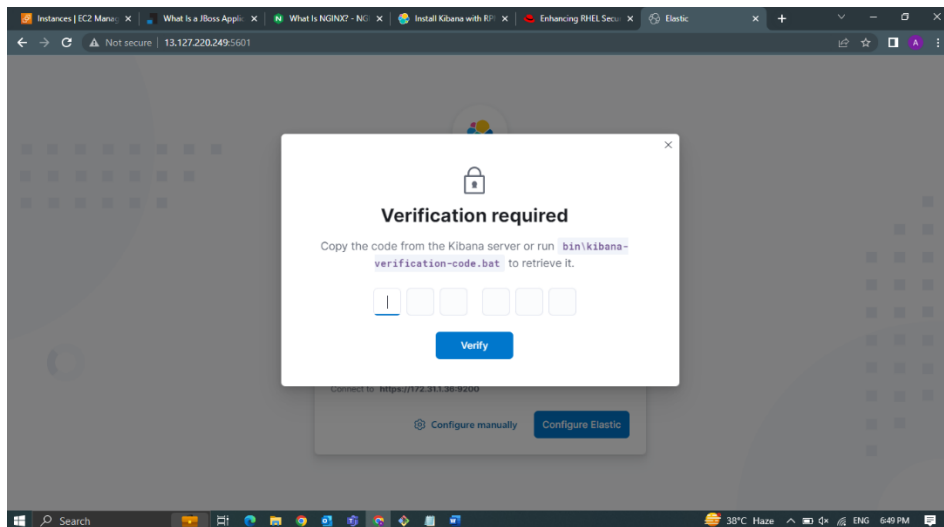 Instances | EC2 Manag
What Is a JBoss Applic
What Is NGINX? - NGI
Install Kibana with RPM
Enhancing RHEL Secur
Elastic
Not secure | 13.127.220.249:5601
Verification required
Copy the code from the Kibana server or run bin\kibana-
verification-code.bat to retrieve it.
Verify
Connect to https://172.31.1.36:9200
Configure manually
Configure Elastic
Search
38°C Haze
ENG
6:49 PM